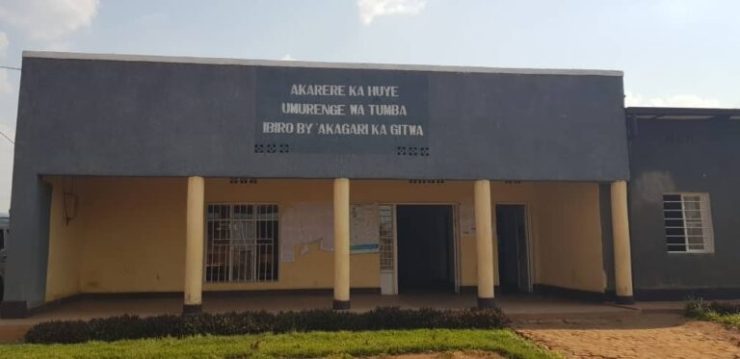 AKARERE KA HUYE
UMURENGE WA TUMBA
IBIRO BY'AKAGARI KA GITWA